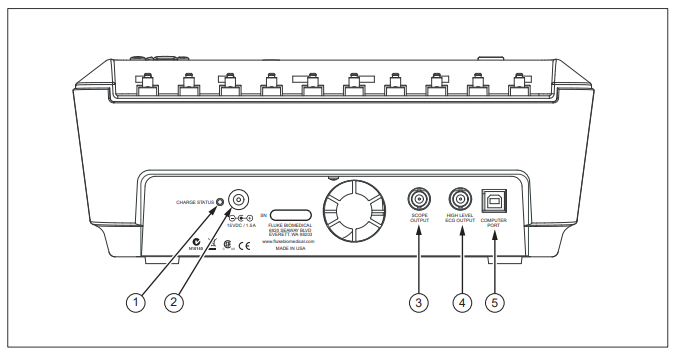 CHARGE STATUS
15VDC / 1.5A
SN
FLUKE BIOMEDICAL
6920 SEAWAY BLVD
EVERETT, WA 98203
www.flukebiomedical.com
MADE IN USA
N10140
SCOPE
OUTPUT
HIGH LEVEL
ECG OUTPUT
COMPUTER
PORT
1
2
3
4
5